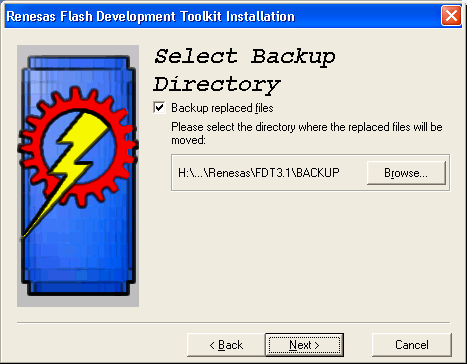 Renesas Flash Development Toolkit Installation
Select Backup
Directory
Backup replaced files
Please select the directory where the replaced files will be
moved:
H:\...\Renesas\FDT3.1\BACKUP
Browse...
< Back
Next >
Cancel